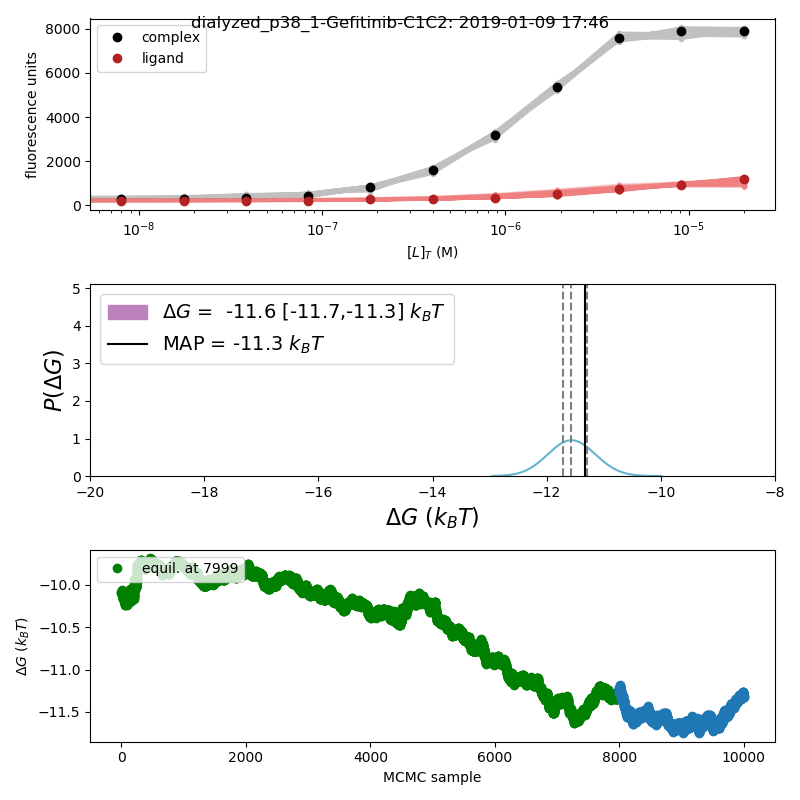 dialyzed_p38_1-Gefitinib-C1C2: 2019-01-09 17:46
8000
6000
4000
2000
0
fluorescence units
complex
ligand
10⁻⁸
10⁻⁷
10⁻⁶
10⁻⁵
[L]_T (M)
5
4
3
2
1
0
P(ΔG)
ΔG = -11.6 [-11.7,-11.3] k_BT
MAP = -11.3 k_BT
−20
−18
−16
−14
−12
−10
−8
ΔG (k_BT)
−10.0
−10.5
−11.0
−11.5
ΔG (k_BT)
equil. at 7999
0
2000
4000
6000
8000
10000
MCMC sample